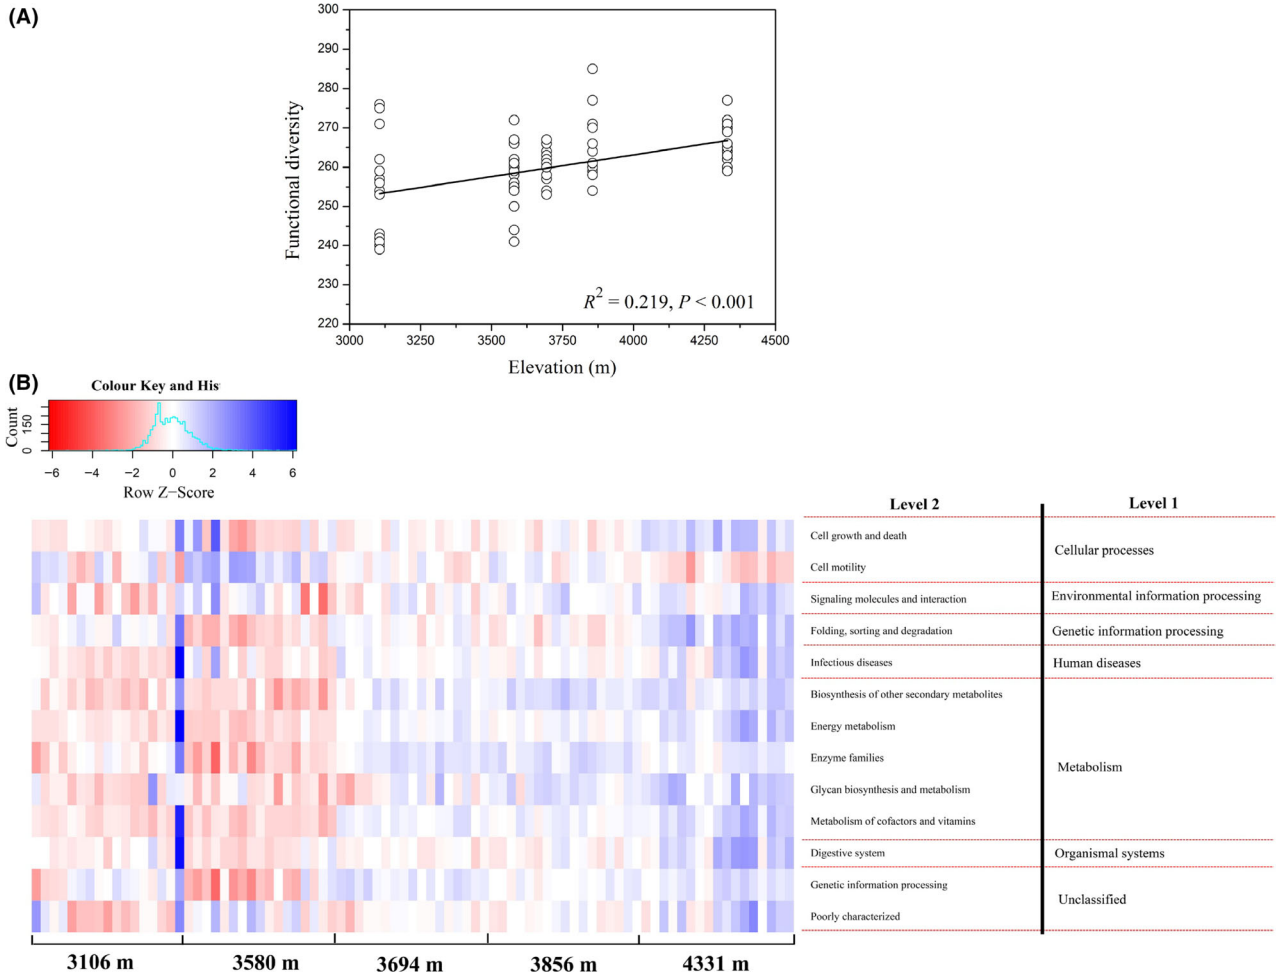 (A)
300
290
280
270
260
250
240
230
220
Functional diversity
R2 = 0.219, P < 0.001
3000 3250 3500 3750 4000 4250 4500
Elevation (m)
(B)
Colour Key and His
Count
0 150
−6 −4 −2 0 2 4 6
Row Z−Score
Level 2 Level 1
Cell growth and death
Cellular processes
Cell motility
Signaling molecules and interaction Environmental information processing
Folding, sorting and degradation Genetic information processing
Infectious diseases Human diseases
Biosynthesis of other secondary metabolites
Energy metabolism
Enzyme families
Metabolism
Glycan biosynthesis and metabolism
Metabolism of cofactors and vitamins
Digestive system Organismal systems
Genetic information processing
Unclassified
Poorly characterized
3106 m 3580 m 3694 m 3856 m 4331 m